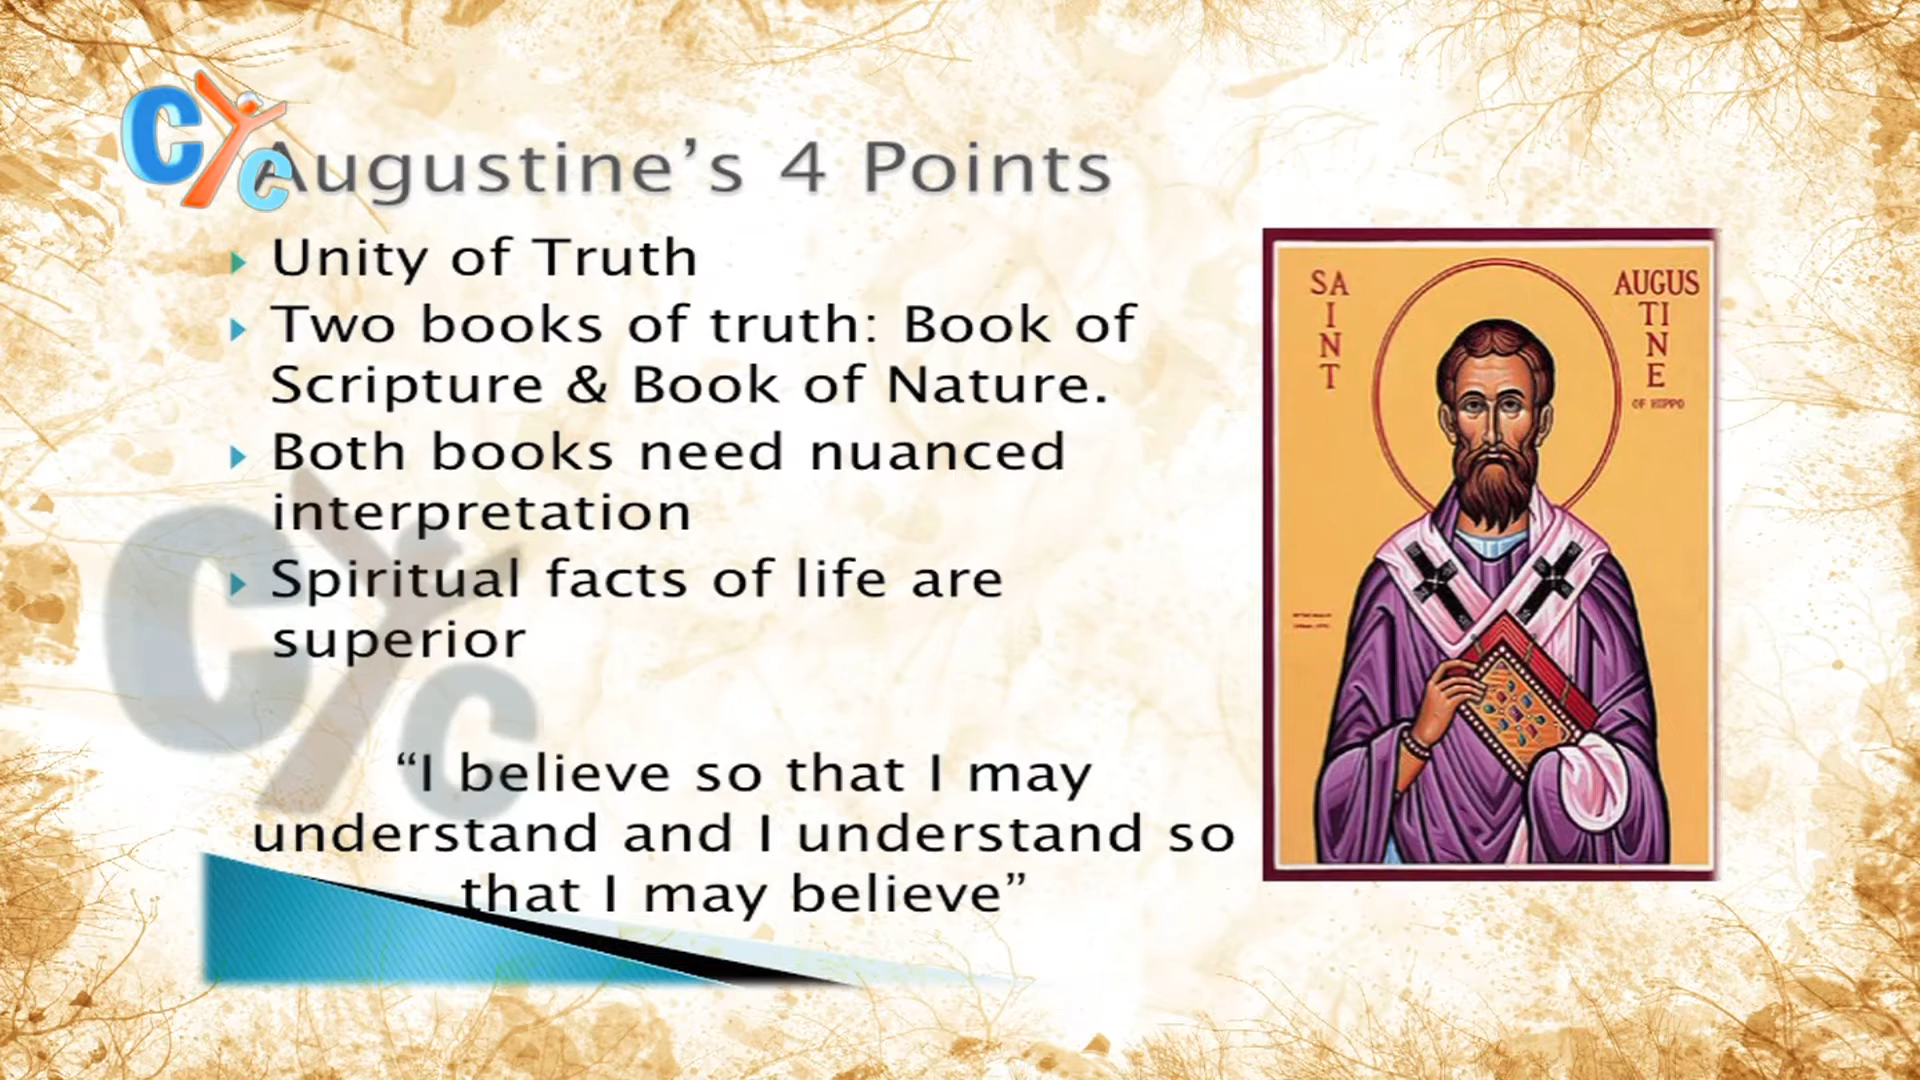 CYC
Augustine's 4 Points
Unity of Truth
Two books of truth: Book of
Scripture & Book of Nature.
Both books need nuanced
interpretation
Spiritual facts of life are
superior
“I believe so that I may
understand and I understand so
that I may believe”
SA
I
N
T
AUGUS
TI
N
E
OF HIPPO
CYC